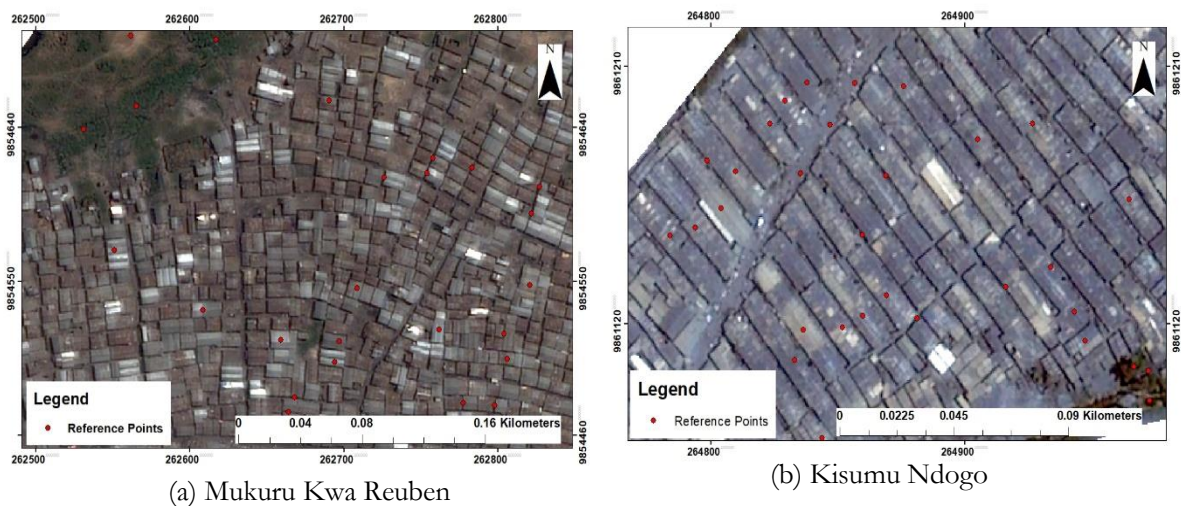 262500 262600 262700 262800
N
9854640 9854640
9854550 9854550
9854460 9854460
Legend
Reference Points
0 0.04 0.08 0.16 Kilometers
262500 262600 262700 262800
(a) Mukuru Kwa Reuben
264800 264900
N
9861210 9861210
9861120 9861120
Legend
Reference Points
0 0.0225 0.045 0.09 Kilometers
264800 264900
(b) Kisumu Ndogo